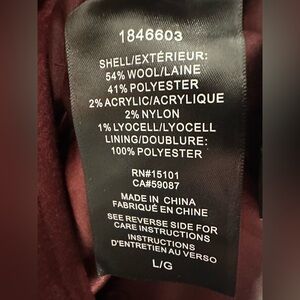 1846603
SHELL/EXTÉRIEUR:
54% WOOL/LAINE
41% POLYESTER
2% ACRYLIC/ACRYLIQUE
2% NYLON
1% LYOCELL/LYOCELL
LINING/DOUBLURE:
100% POLYESTER
RN#15101
CA#59087
MADE IN CHINA
FABRIQUÉ EN CHINE
SEE REVERSE SIDE FOR
CARE INSTRUCTIONS
INSTRUCTIONS
D'ENTRETIEN AU VERSO
L/G